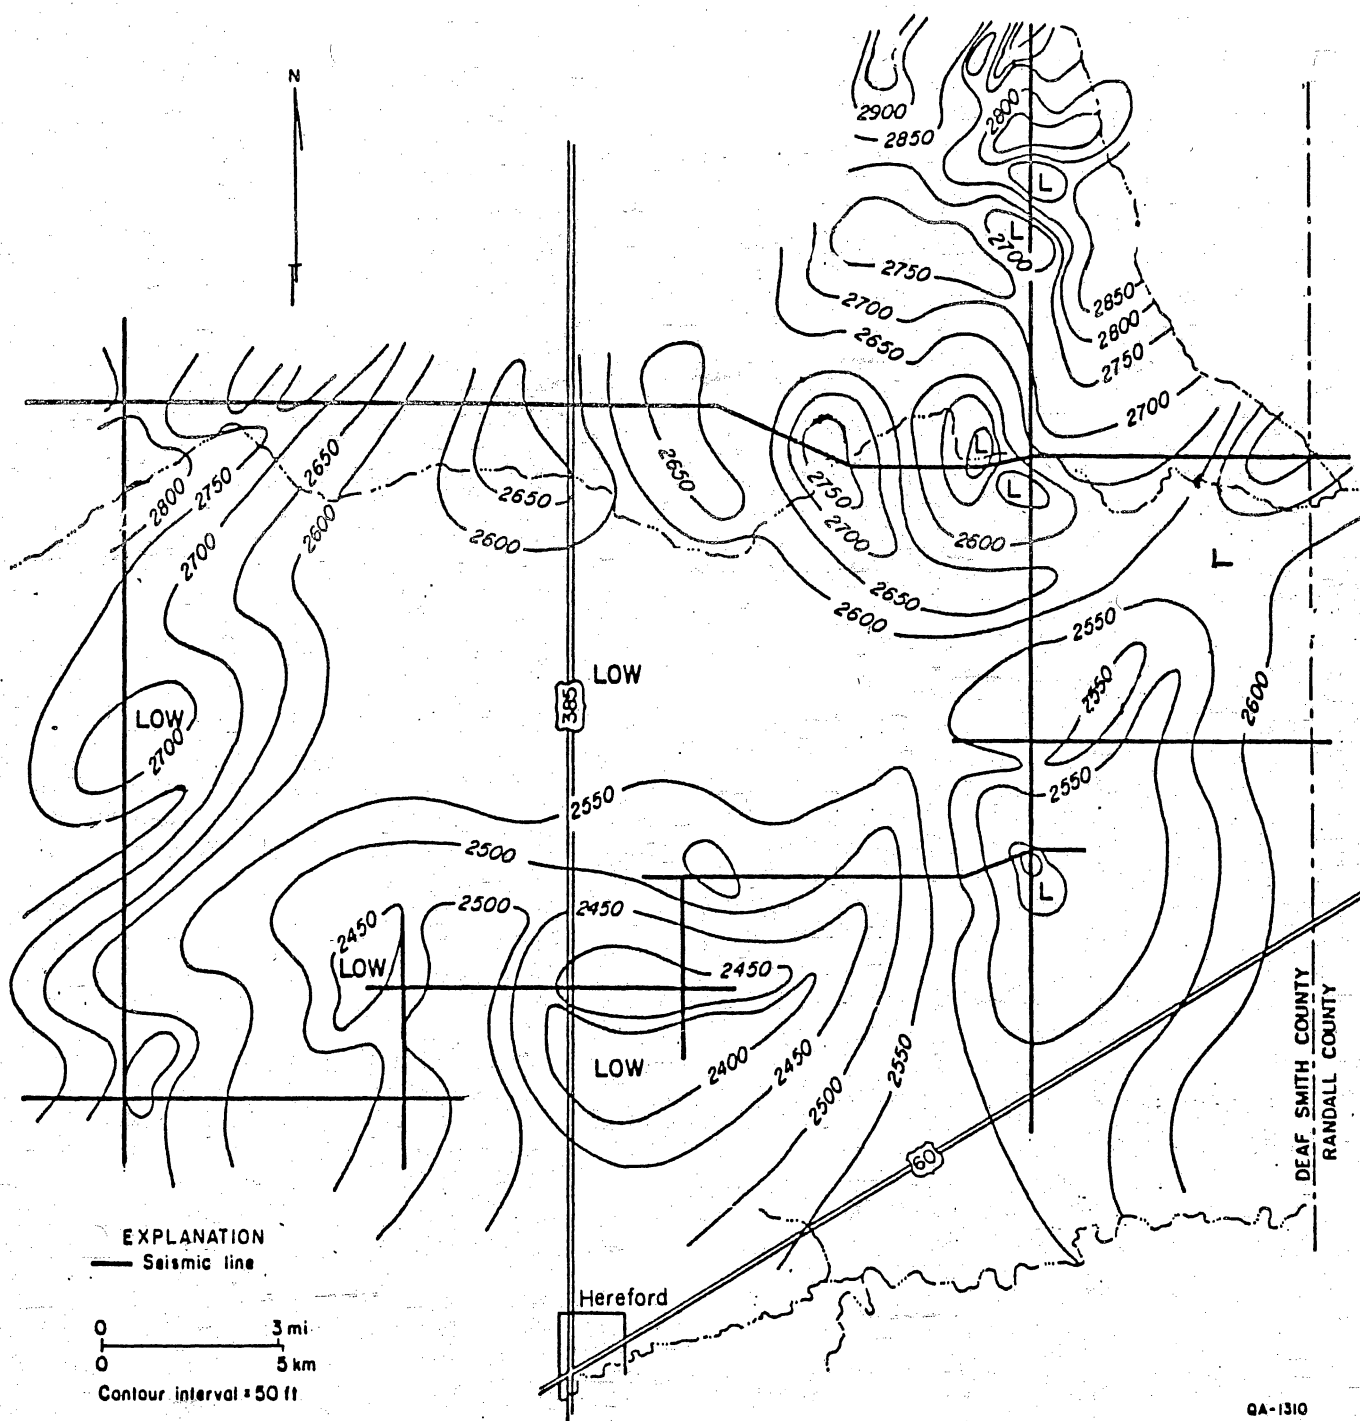 N
2900
2850
2800
L
L
2700
2750
2700
2650
2850
2800
2750
2700
2650
2600
2650
2750
2800
2700
2650
2600
2650
2750
2700
L
L
2600
2650
2600
L
2550
2550
2600
LOW
385
LOW
2700
2550
2550
2500
2450
2500
2450
LOW
2450
L
LOW
2400
2450
2500
2550
60
DEAF SMITH COUNTY
RANDALL COUNTY
EXPLANATION
Seismic line
0 3 mi
0 5 km
Contour interval = 50 ft
Hereford
QA-1310